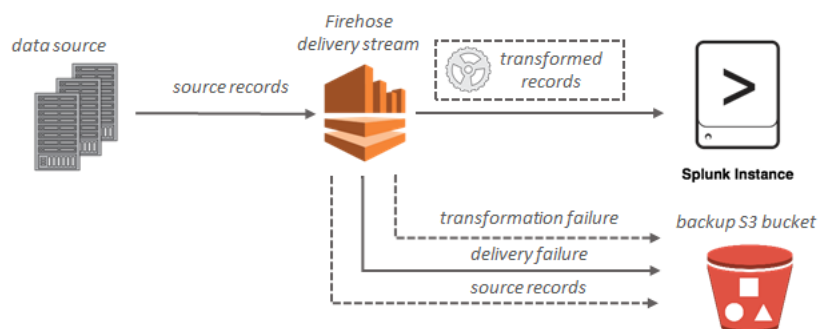 Firehose
delivery stream
data source
source records
transformed
records
>
Splunk Instance
transformation failure
backup S3 bucket
delivery failure
source records